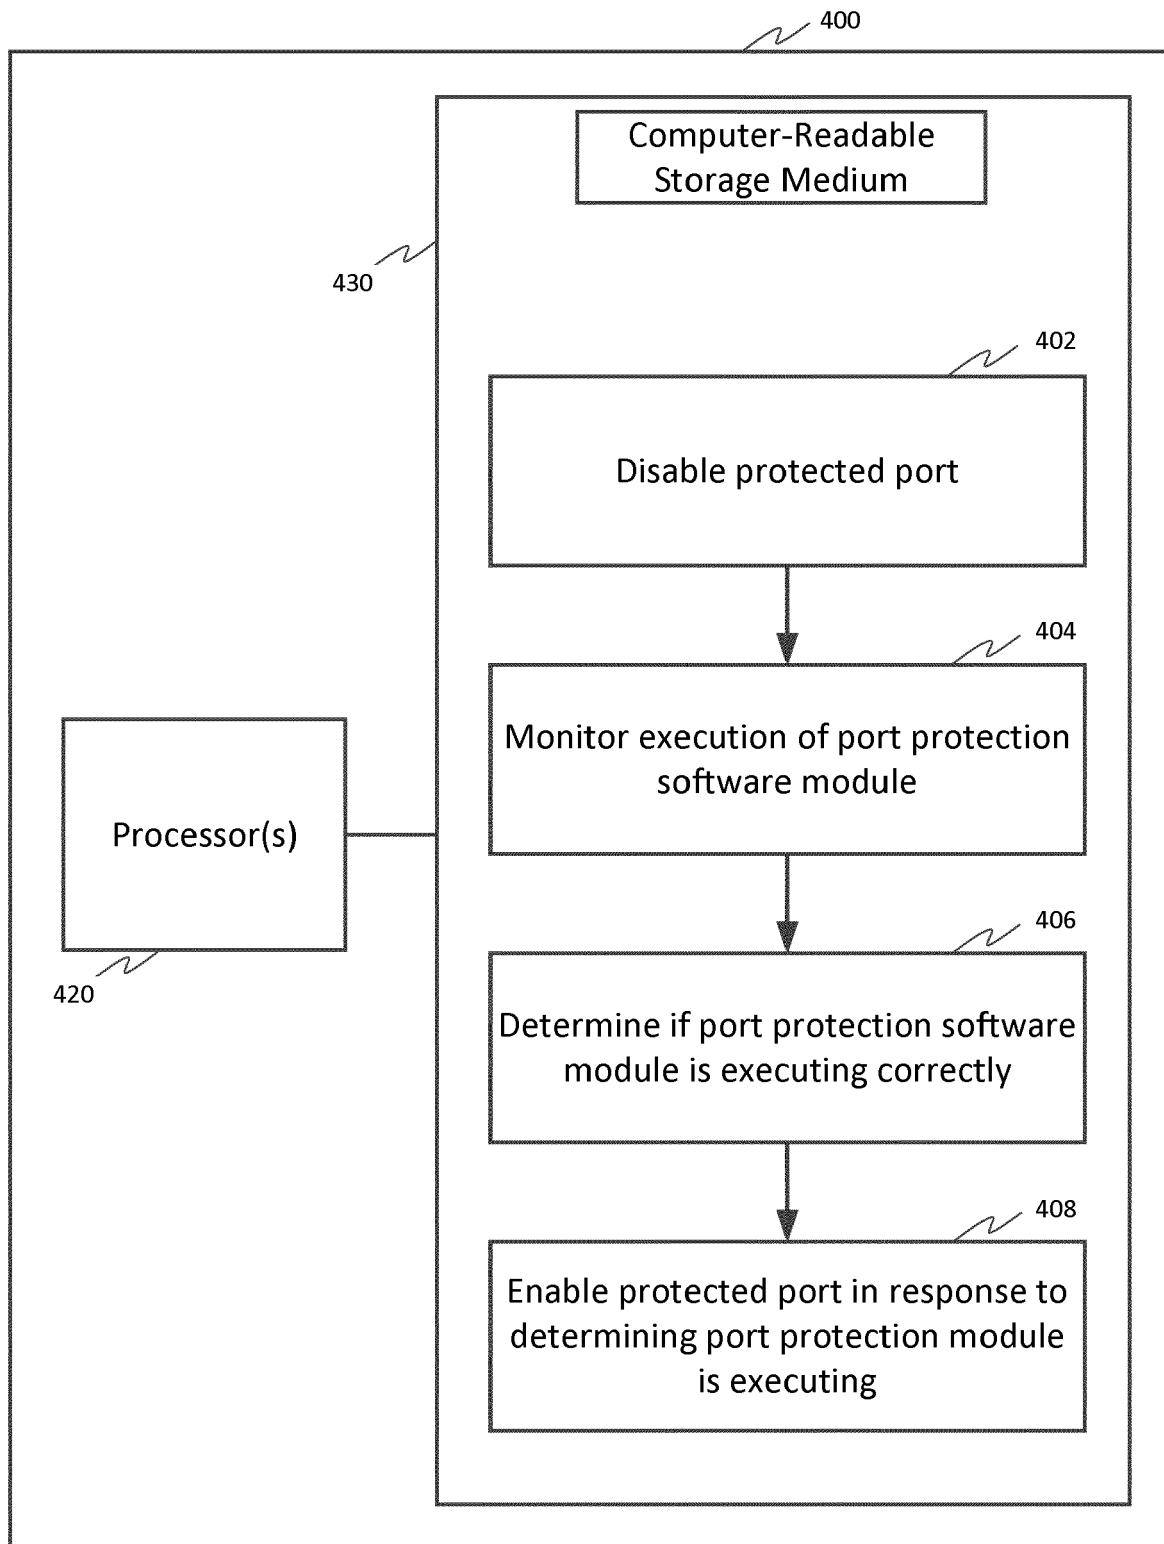 400
Computer-Readable
Storage Medium
430
402
Disable protected port
404
Monitor execution of port protection
software module
Processor(s)
420
406
Determine if port protection software
module is executing correctly
408
Enable protected port in response to
determining port protection module
is executing